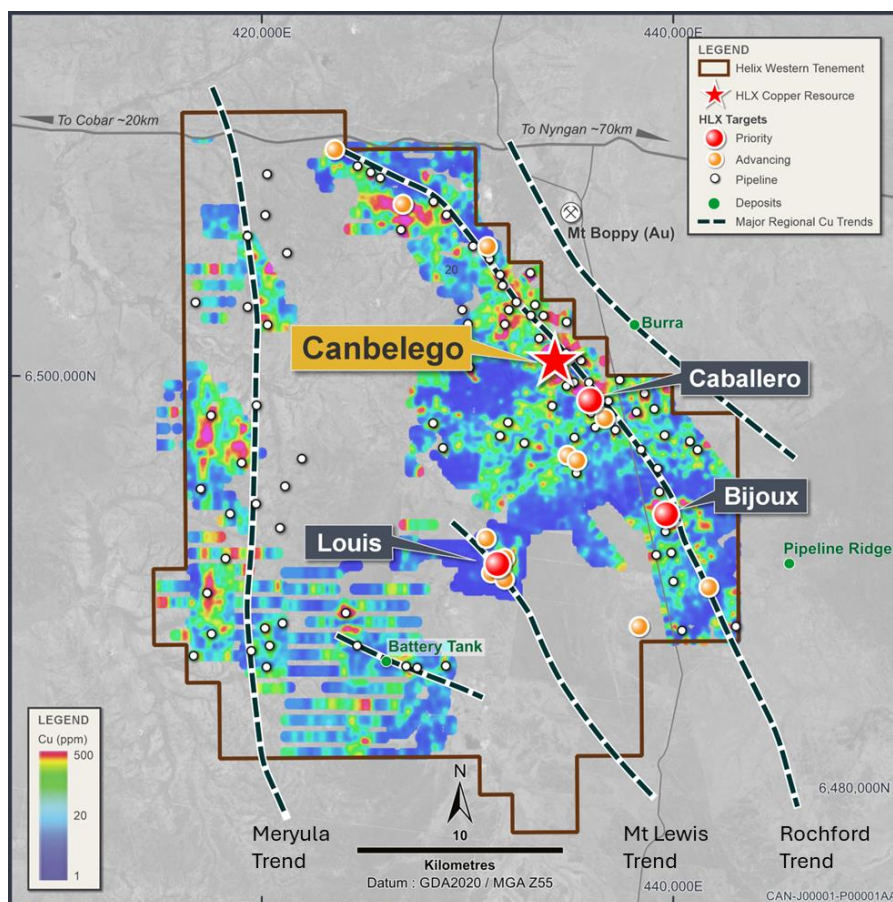 420,000E
440,000E
LEGEND
Helix Western Tenement
HLX Copper Resource
HLX Targets
Priority
Advancing
Pipeline
Deposits
Major Regional Cu Trends
To Cobar ~20km
To Nyngan ~70km
Mt Boppy (Au)
20
Burra
Canbelego
6,500,000N
Caballero
Bijoux
Louis
Pipeline Ridge
Battery Tank
LEGEND
Cu (ppm)
500
20
1
N
10
Kilometres
Datum : GDA2020 / MGA Z55
6,480,000N
Meryula
Trend
Mt Lewis
Trend
Rochford
Trend
440,000E
CAN-J00001-P00001AA